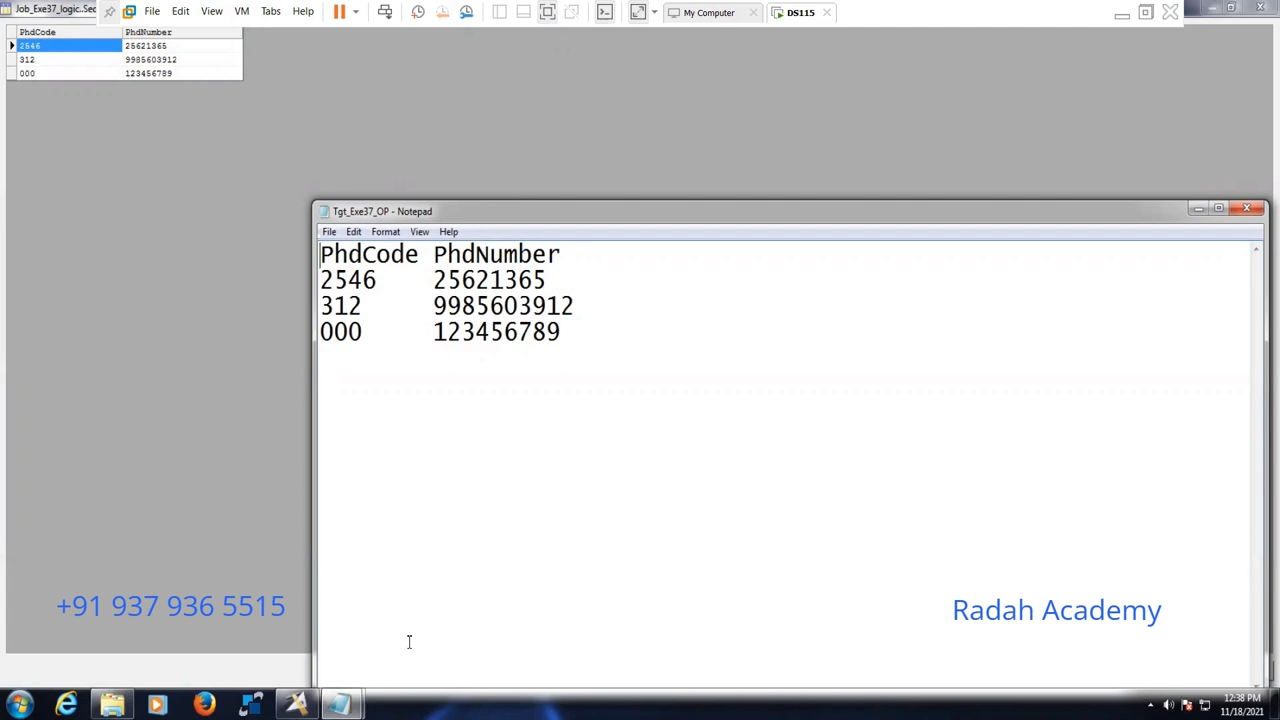 Job_Exe37_logic..Sec
File Edit View VM Tabs Help
My Computer
DS115
PhdCode PhdNumber
2546 25621365
312 9985603912
000 123456789
Tgt_Exe37_OP - Notepad
File Edit Format View Help
PhdCode PhdNumber
2546 25621365
312 9985603912
000 123456789
+91 937 936 5515
Radah Academy
12:38 PM
11/18/2021